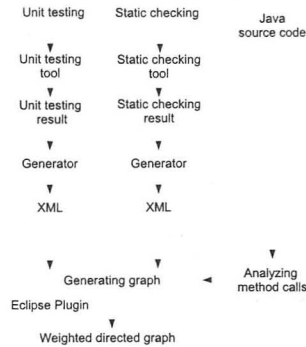 Unit testing
Static checking
Java
source code
Unit testing
tool
Static checking
tool
Unit testing
result
Static checking
result
Generator
Generator
XML
XML
Generating graph
Analyzing
method calls
Eclipse Plugin
Weighted directed graph